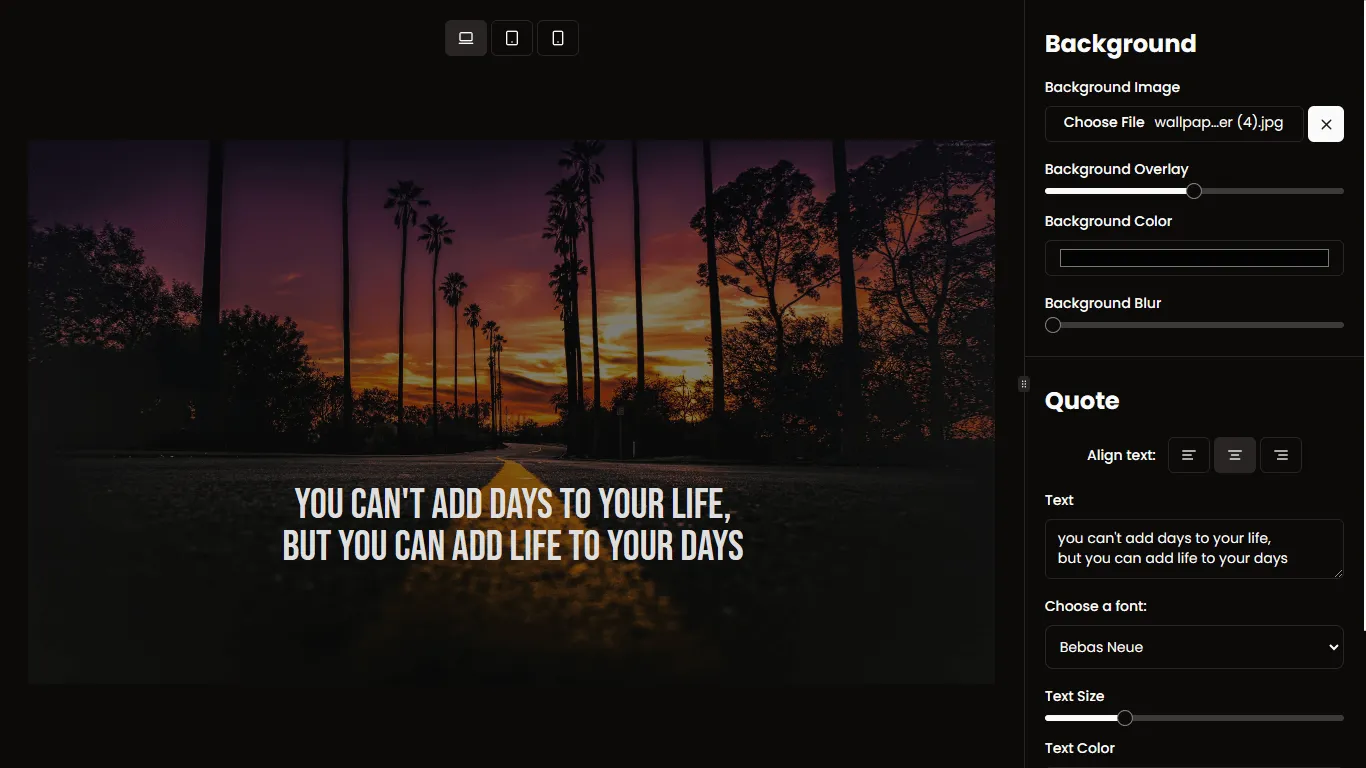 YOU CAN'T ADD DAYS TO YOUR LIFE,
BUT YOU CAN ADD LIFE TO YOUR DAYS
Background
Background Image
Choose File wallpap...er (4).jpg
Background Overlay
Background Color
Background Blur
Quote
Align text:
Text
you can't add days to your life,
but you can add life to your days
Choose a font:
Bebas Neue
Text Size
Text Color